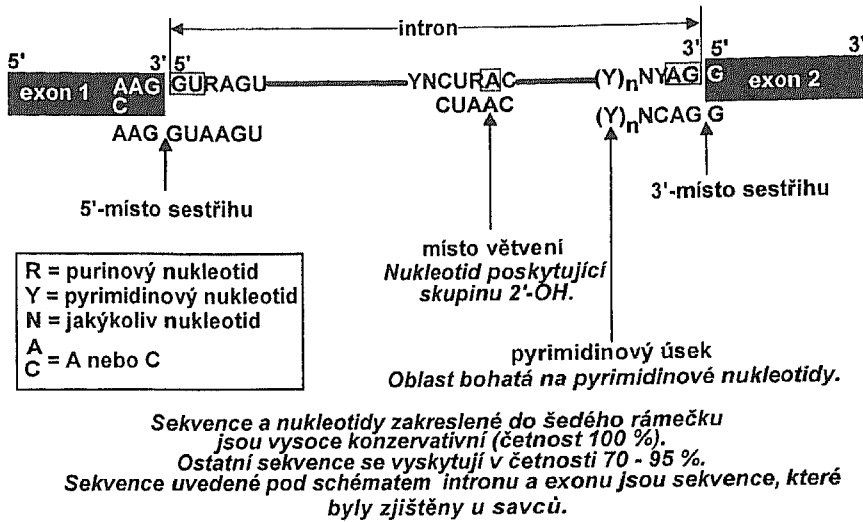 intron
5' 3' 5' 3' 5' 3'
exon 1 AAG GURAGU YNCURAC (Y)nNYAG G exon 2
C CUAAC
AAG GUAAGU (Y)nNCAG G
5'-místo sestřihu 3'-místo sestřihu
místo větvení
Nukleotid poskytující
skupinu 2'-OH.
R = purinový nukleotid
Y = pyrimidinový nukleotid
N = jakýkoliv nukleotid
A
C = A nebo C
pyrimidinový úsek
Oblast bohatá na pyrimidinové nukleotidy.
Sekvence a nukleotidy zakreslené do šedého rámečku
jsou vysoce konzervativní (četnost 100 %).
Ostatní sekvence se vyskytují v četnosti 70 - 95 %.
Sekvence uvedené pod schématem intronu a exonu jsou sekvence, které
byly zjištěny u savců.